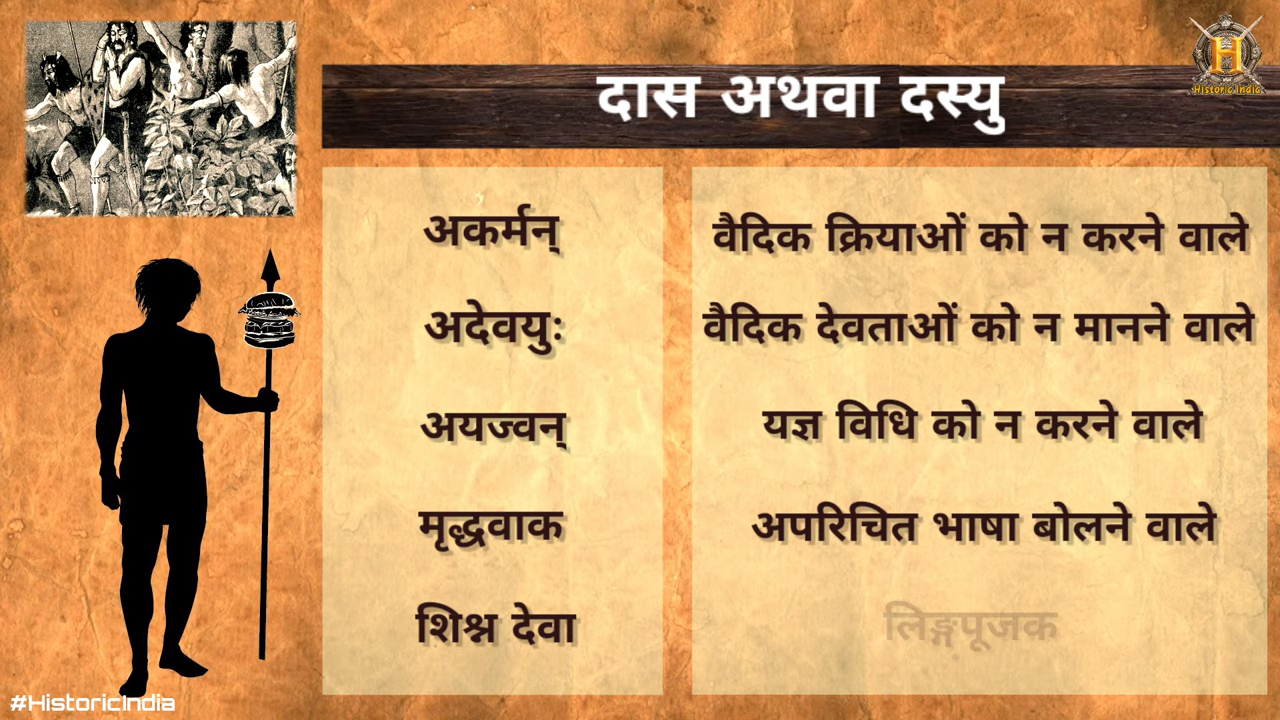 H
Historic India
दास अथवा दस्यु
अकर्मन् वैदिक क्रियाओं को न करने वाले
अदेवयुः वैदिक देवताओं को न मानने वाले
अयज्वन् यज्ञ विधि को न करने वाले
मृद्धवाक अपरिचित भाषा बोलने वाले
शिश्न देवा लिङ्गपूजक
#HistoricIndia